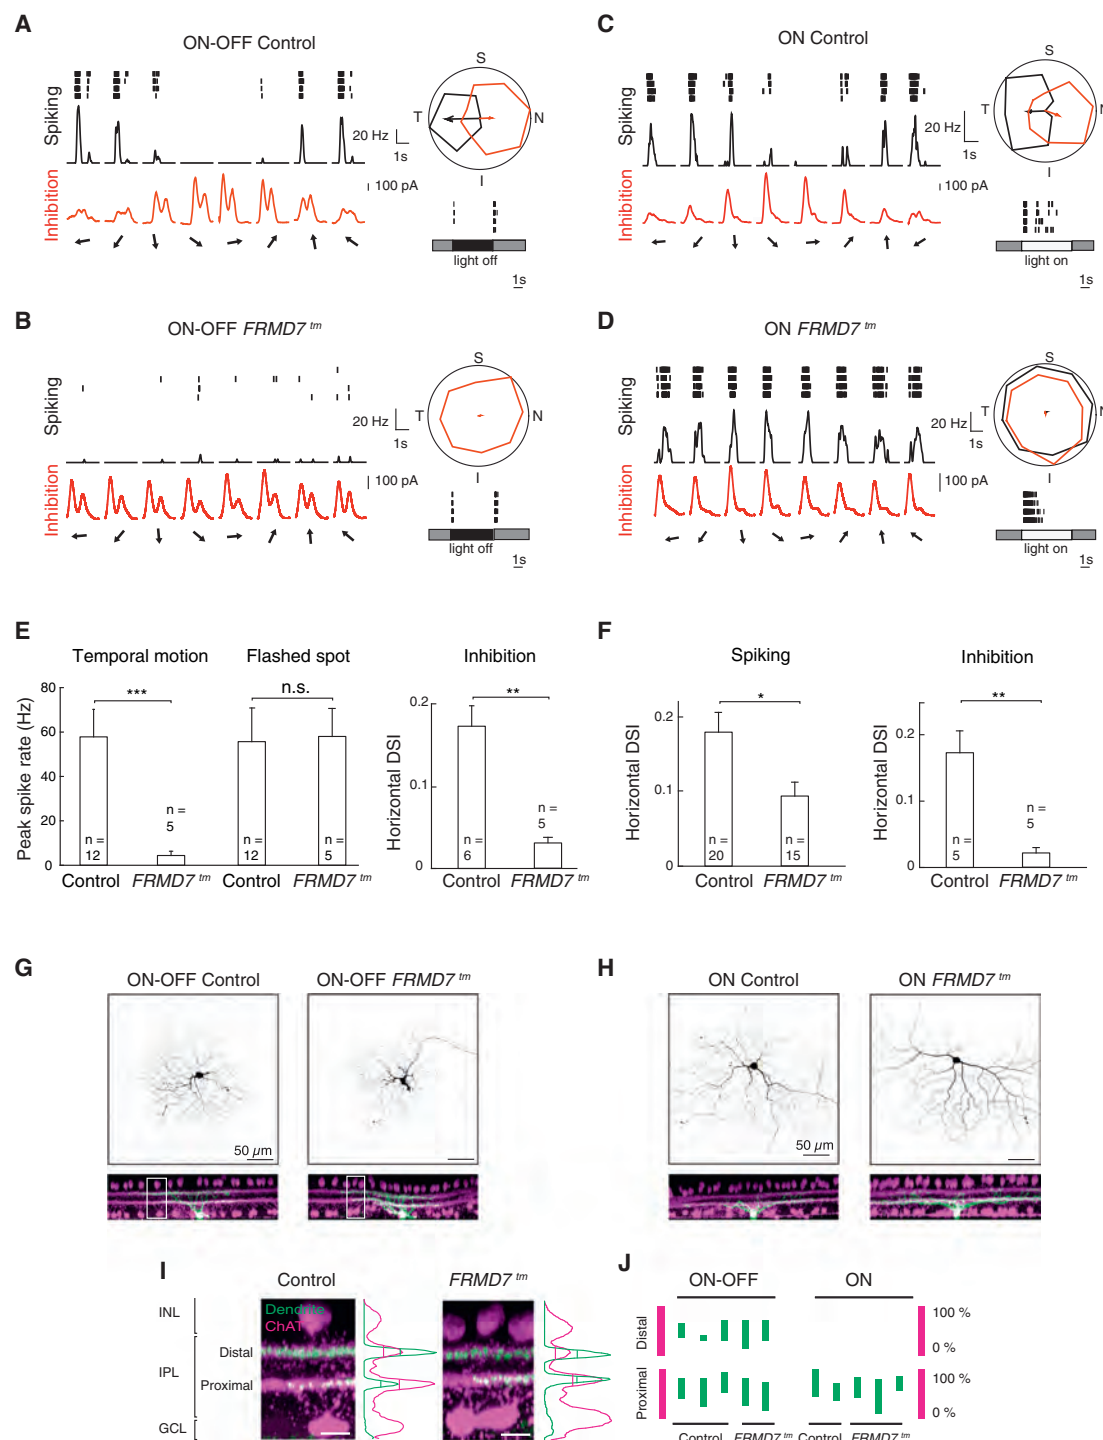 A
ON-OFF Control
Spiking
20 Hz
1s
Inhibition
100 pA
S
T
N
I
light off
1s
C
ON Control
Spiking
20 Hz
1s
Inhibition
100 pA
S
T
N
I
light on
1s
B
ON-OFF FRMD7 tm
Spiking
20 Hz
1s
Inhibition
100 pA
S
T
N
I
light off
1s
D
ON FRMD7 tm
Spiking
20 Hz
1s
Inhibition
100 pA
S
T
N
I
light on
1s
E
Temporal motion
Flashed spot
Inhibition
Peak spike rate (Hz)
80
60
40
20
0
***
n.s.
n =
12
n =
5
n =
12
n =
5
Control
FRMD7 tm
Control
FRMD7 tm
Horizontal DSI
0.2
0.1
0
**
n =
6
n =
5
Control
FRMD7 tm
F
Spiking
Inhibition
Horizontal DSI
0.2
0.1
0
*
n =
20
n =
15
Control
FRMD7 tm
Horizontal DSI
0.2
0.1
0
**
n =
5
n =
5
Control
FRMD7 tm
G
ON-OFF Control
ON-OFF FRMD7 tm
50 µm
H
ON Control
ON FRMD7 tm
50 µm
I
Control
FRMD7 tm
INL
IPL
GCL
Dendrite
ChAT
Distal
Proximal
J
ON-OFF
ON
Distal
100 %
0 %
Proximal
100 %
0 %
Control
FRMD7 tm
Control
FRMD7 tm